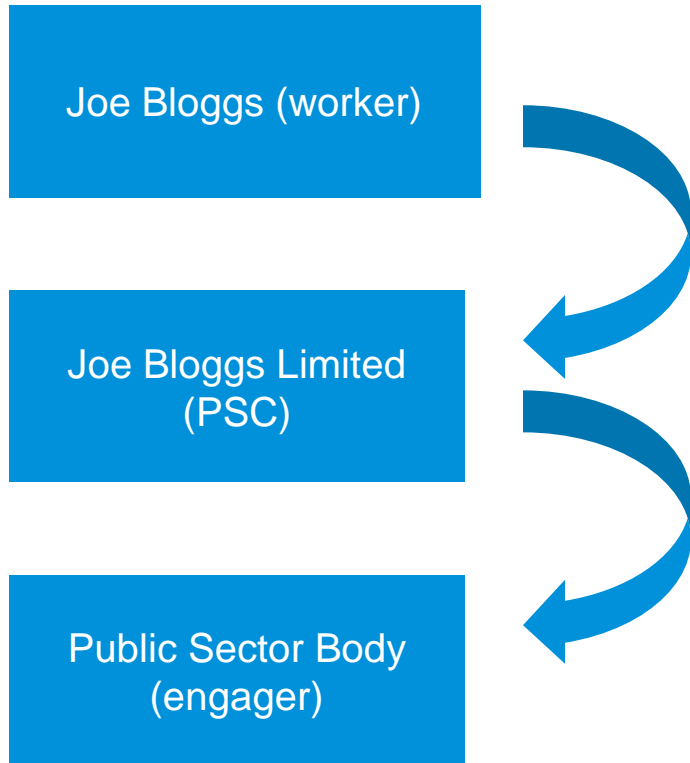 Joe Bloggs (worker)
Joe Bloggs Limited
(PSC)
Public Sector Body
(engager)